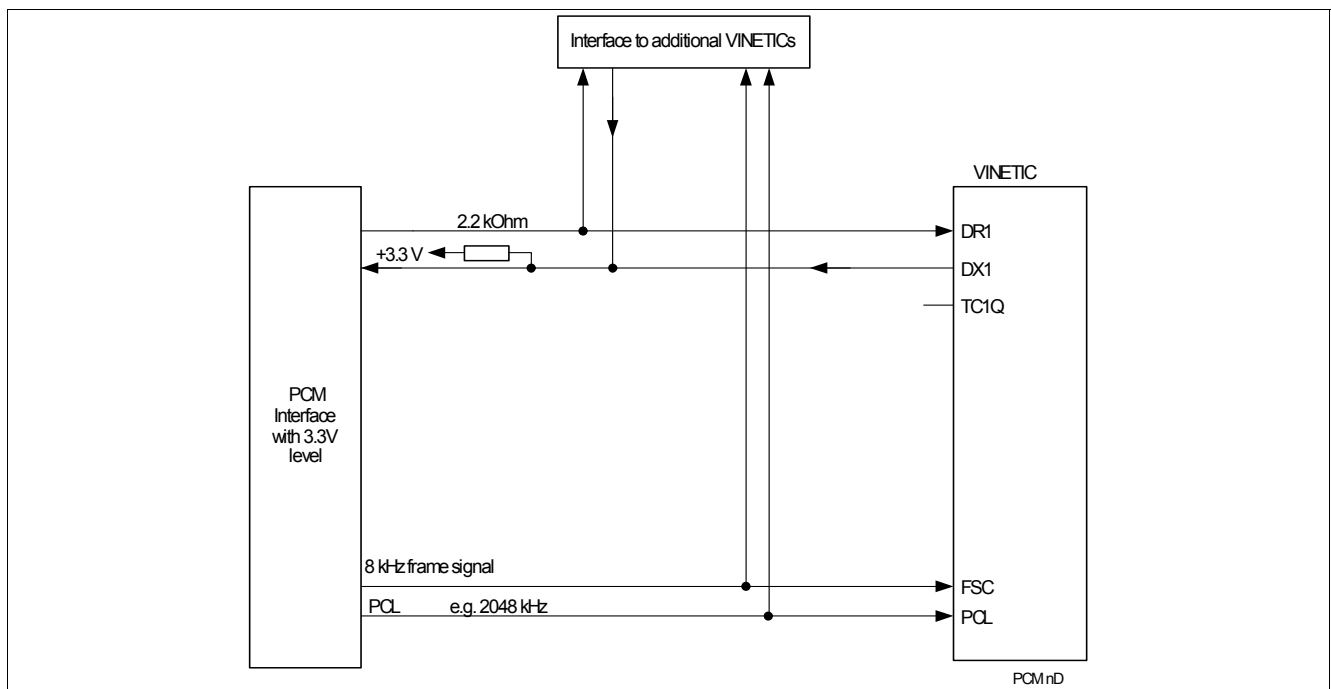 Interface to additional VINETICs
VINETIC
2.2 kOhm
DR1
+3.3 V
DX1
TC1Q
PCM
Interface
with 3.3V
level
8 kHz frame signal
FSC
PCL
e.g. 2048 kHz
PCL
PCM nD